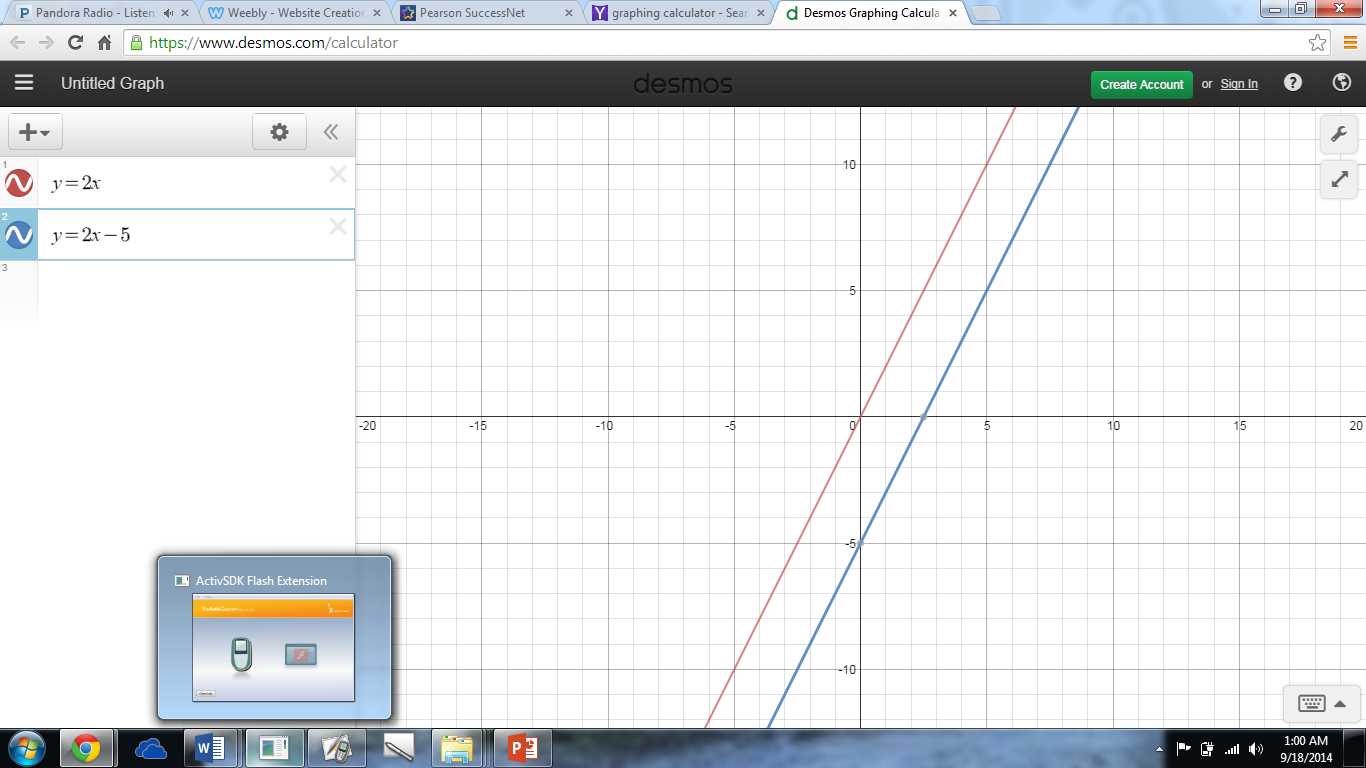 Pandora Radio - Listen
Weebly - Website Creation
Pearson SuccessNet
graphing calculator - Sear
Desmos Graphing Calcula
https://www.desmos.com/calculator
Untitled Graph
desmos
Create Account or Sign In
1
y=2x
2
y=2x−5
3
10
5
-20 -15 -10 -5 0 5 10 15 20
-5
-10
ActivSDK Flash Extension
1:00 AM
9/18/2014